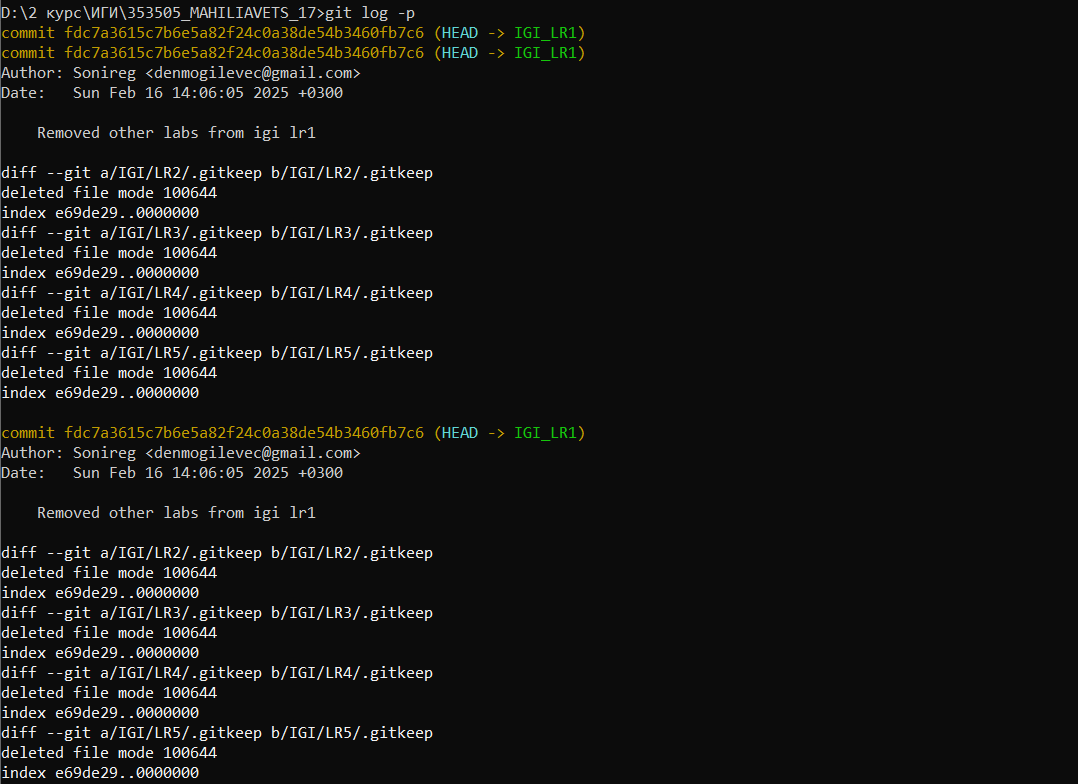 D:\2 курс\ИГИ\353505_MAHILIAVETS_17>git log -p
commit fdc7a3615c7b6e5a82f24c0a38de54b3460fb7c6 (HEAD -> IGI_LR1)
commit fdc7a3615c7b6e5a82f24c0a38de54b3460fb7c6 (HEAD -> IGI_LR1)
Author: Sonireg <denmogilevec@gmail.com>
Date:   Sun Feb 16 14:06:05 2025 +0300

    Removed other labs from igi lr1

diff --git a/IGI/LR2/.gitkeep b/IGI/LR2/.gitkeep
deleted file mode 100644
index e69de29..0000000
diff --git a/IGI/LR3/.gitkeep b/IGI/LR3/.gitkeep
deleted file mode 100644
index e69de29..0000000
diff --git a/IGI/LR4/.gitkeep b/IGI/LR4/.gitkeep
deleted file mode 100644
index e69de29..0000000
diff --git a/IGI/LR5/.gitkeep b/IGI/LR5/.gitkeep
deleted file mode 100644
index e69de29..0000000

commit fdc7a3615c7b6e5a82f24c0a38de54b3460fb7c6 (HEAD -> IGI_LR1)
Author: Sonireg <denmogilevec@gmail.com>
Date:   Sun Feb 16 14:06:05 2025 +0300

    Removed other labs from igi lr1

diff --git a/IGI/LR2/.gitkeep b/IGI/LR2/.gitkeep
deleted file mode 100644
index e69de29..0000000
diff --git a/IGI/LR3/.gitkeep b/IGI/LR3/.gitkeep
deleted file mode 100644
index e69de29..0000000
diff --git a/IGI/LR4/.gitkeep b/IGI/LR4/.gitkeep
deleted file mode 100644
index e69de29..0000000
diff --git a/IGI/LR5/.gitkeep b/IGI/LR5/.gitkeep
deleted file mode 100644
index e69de29..0000000